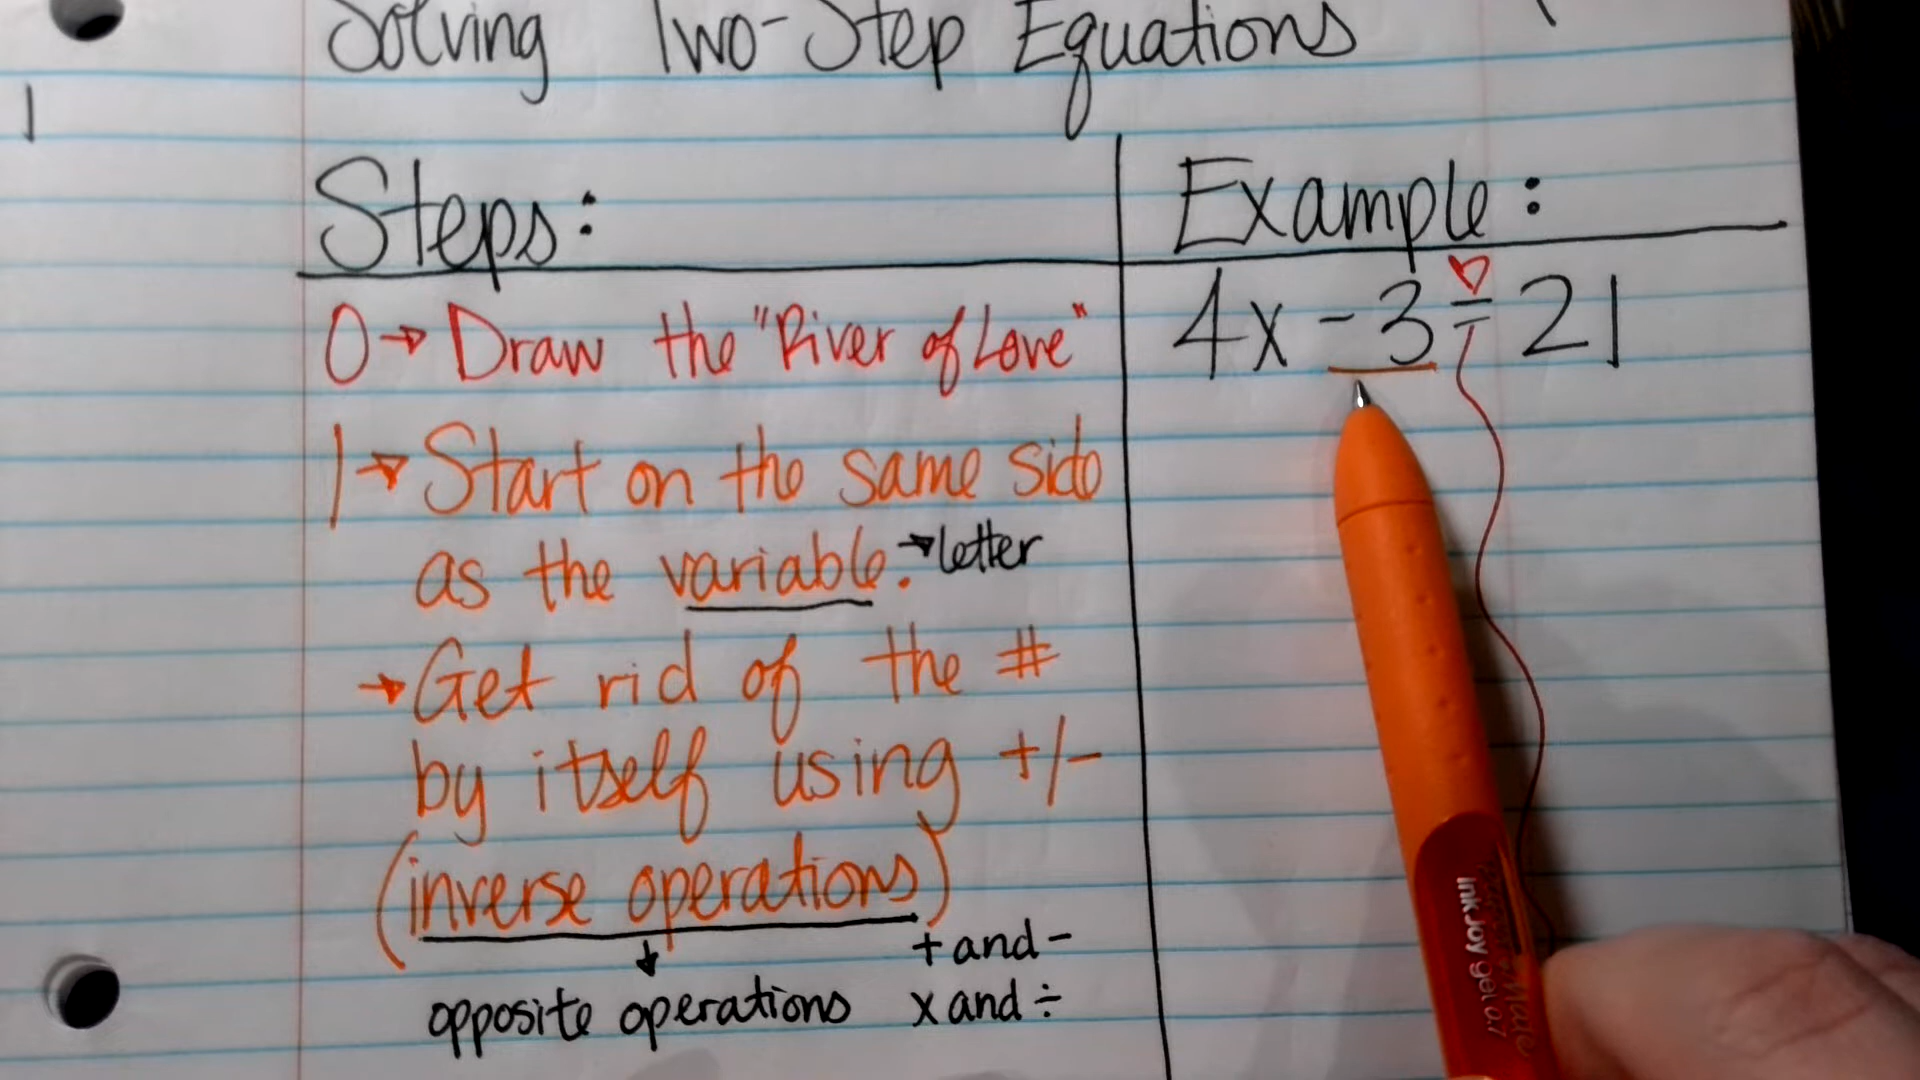 Solving Two-Step Equations
Steps:
Example:
0→ Draw the "River of Love"
4x - 3 = 21
1→ Start on the same side
as the variable. → letter
→ Get rid of the #
by itself using +/-
(inverse operations)
+ and -
opposite operations x and ÷
InkJoy gel 0.7